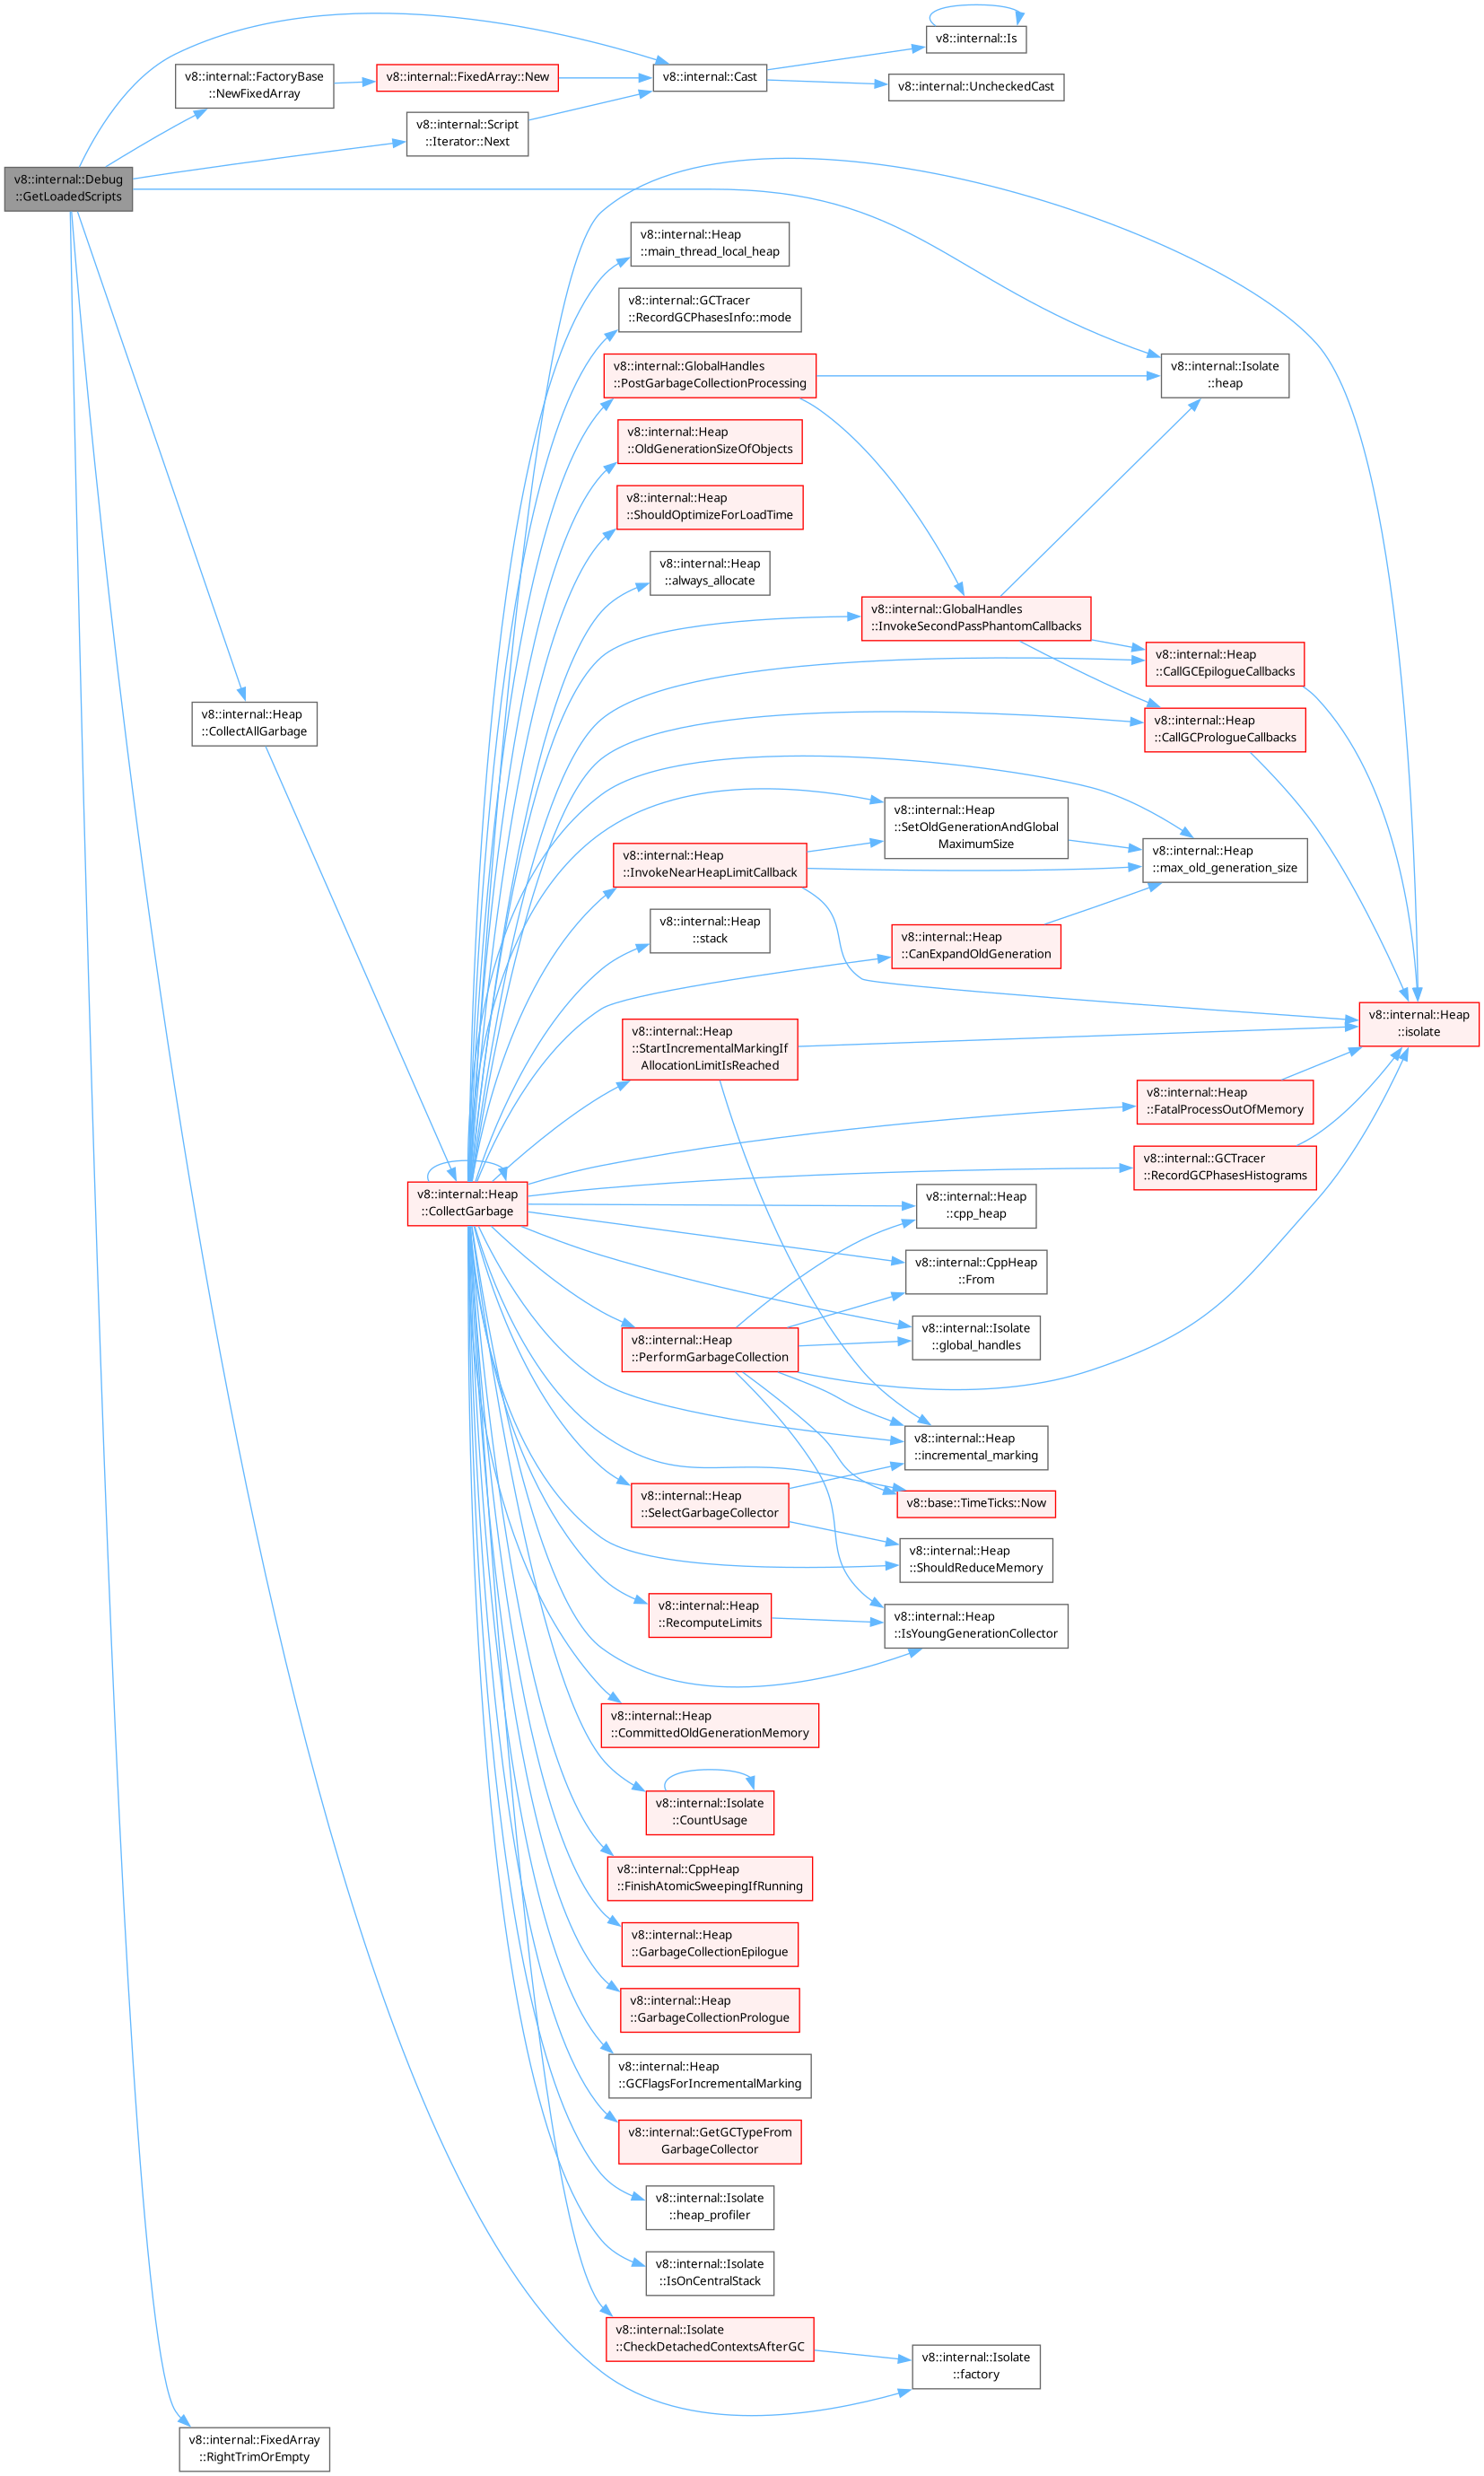 v8::internal::Is
v8::internal::FactoryBase
::NewFixedArray
v8::internal::FixedArray::New
v8::internal::Cast
v8::internal::UncheckedCast
v8::internal::Script
::Iterator::Next
v8::internal::Debug
::GetLoadedScripts
v8::internal::Heap
::main_thread_local_heap
v8::internal::GCTracer
::RecordGCPhasesInfo::mode
v8::internal::GlobalHandles
::PostGarbageCollectionProcessing
v8::internal::Isolate
::heap
v8::internal::Heap
::OldGenerationSizeOfObjects
v8::internal::Heap
::ShouldOptimizeForLoadTime
v8::internal::Heap
::always_allocate
v8::internal::GlobalHandles
::InvokeSecondPassPhantomCallbacks
v8::internal::Heap
::CallGCEpilogueCallbacks
v8::internal::Heap
::CollectAllGarbage
v8::internal::Heap
::CallGCPrologueCallbacks
v8::internal::Heap
::SetOldGenerationAndGlobal
MaximumSize
v8::internal::Heap
::InvokeNearHeapLimitCallback
v8::internal::Heap
::max_old_generation_size
v8::internal::Heap
::stack
v8::internal::Heap
::CanExpandOldGeneration
v8::internal::Heap
::StartIncrementalMarkingIf
AllocationLimitIsReached
v8::internal::Heap
::isolate
v8::internal::Heap
::FatalProcessOutOfMemory
v8::internal::GCTracer
::RecordGCPhasesHistograms
v8::internal::Heap
::CollectGarbage
v8::internal::Heap
::cpp_heap
v8::internal::CppHeap
::From
v8::internal::Heap
::PerformGarbageCollection
v8::internal::Isolate
::global_handles
v8::internal::Heap
::incremental_marking
v8::internal::Heap
::SelectGarbageCollector
v8::base::TimeTicks::Now
v8::internal::Heap
::ShouldReduceMemory
v8::internal::Heap
::RecomputeLimits
v8::internal::Heap
::IsYoungGenerationCollector
v8::internal::Heap
::CommittedOldGenerationMemory
v8::internal::Isolate
::CountUsage
v8::internal::CppHeap
::FinishAtomicSweepingIfRunning
v8::internal::Heap
::GarbageCollectionEpilogue
v8::internal::Heap
::GarbageCollectionPrologue
v8::internal::Heap
::GCFlagsForIncrementalMarking
v8::internal::GetGCTypeFrom
GarbageCollector
v8::internal::Isolate
::heap_profiler
v8::internal::Isolate
::IsOnCentralStack
v8::internal::Isolate
::CheckDetachedContextsAfterGC
v8::internal::Isolate
::factory
v8::internal::FixedArray
::RightTrimOrEmpty